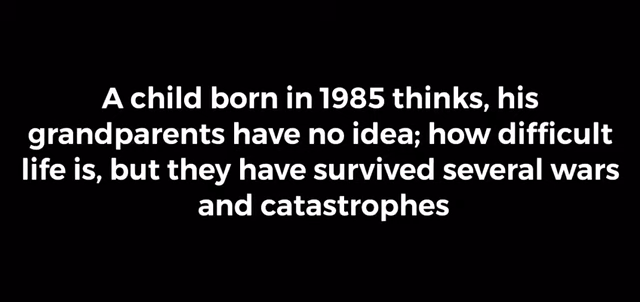 A child born in 1985 thinks, his
grandparents have no idea; how difficult
life is, but they have survived several wars
and catastrophes